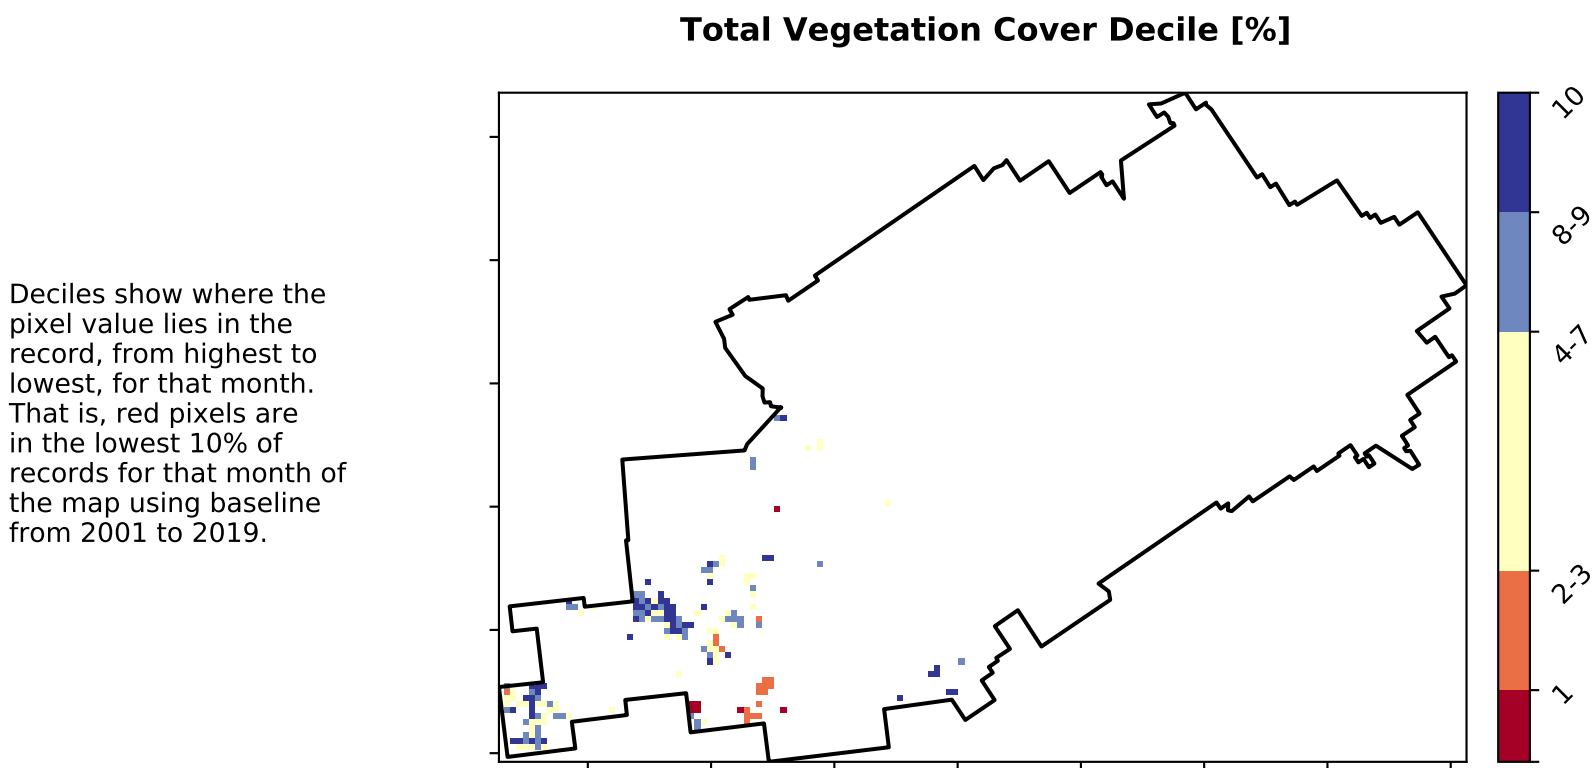 Total Vegetation Cover Decile [%]
Deciles show where the
pixel value lies in the
record, from highest to
lowest, for that month.
That is, red pixels are
in the lowest 10% of
records for that month of
the map using baseline
from 2001 to 2019.
10
8-9
4-7
2-3
1